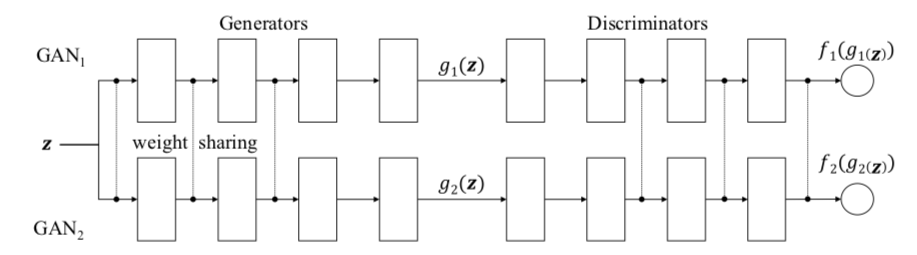 Generators
Discriminators
GAN₁
g₁(z)
f₁(g₁(z))
z
weight sharing
g₂(z)
f₂(g₂(z))
GAN₂